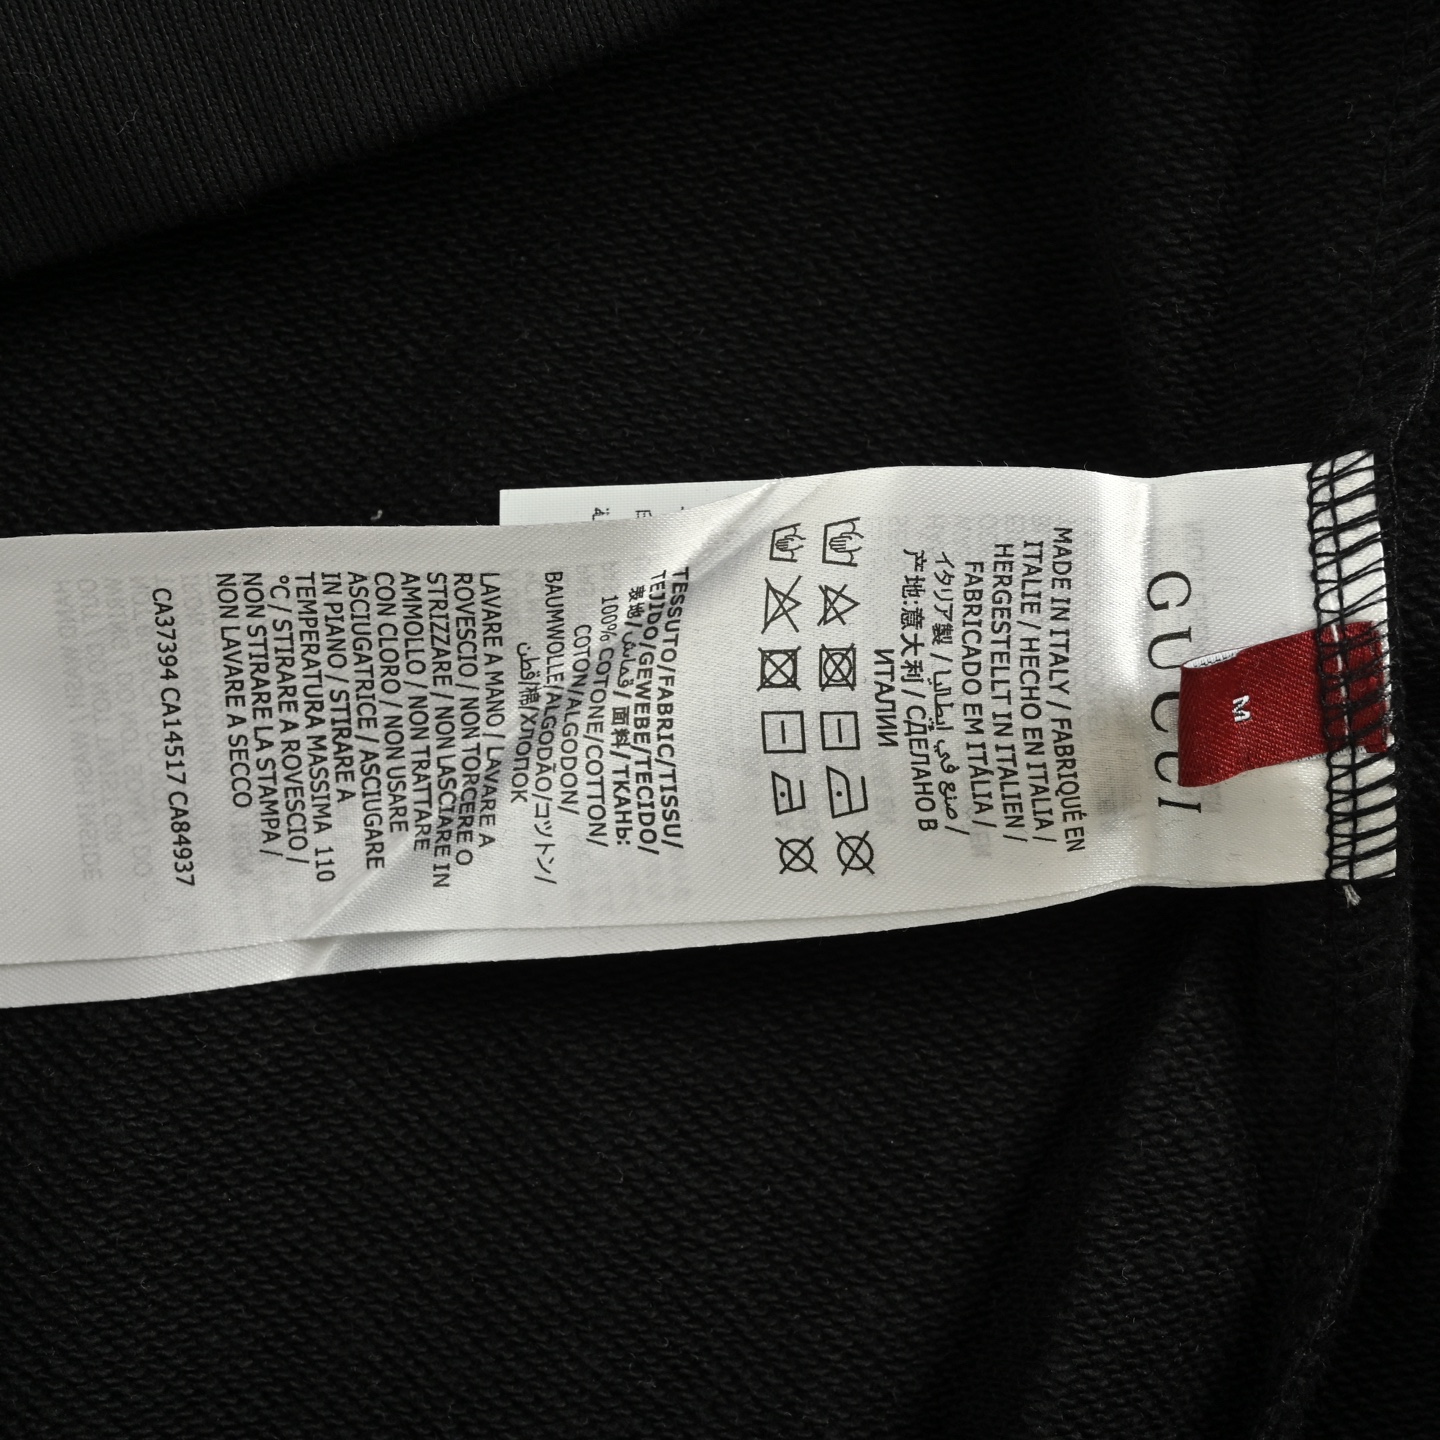 GUCCI
M
MADE IN ITALY / FABRIQUÉ EN
ITALIE / HECHO EN ITALIA /
HERGESTELLT IN ITALIEN /
FABRICADO EM ITÁLIA /
イタリア製 / صنع في إيطاليا /
产地:意大利 / СДЕЛАНО В
ИТАЛИИ
TESSUTO/FABRIC/TISSU/
TEJIDO/GEWEBE/TECIDO/
表地/قماش/面料/ТКАНЬ:
100% COTONE/COTTON/
COTON/ALGODON/
BAUMWOLLE/ALGODÃO/コットン/
قطن/棉/ХЛОПОК
LAVARE A MANO / LAVARE A
ROVESCIO / NON TORCERE O
STRIZZARE / NON LASCIARE IN
AMMOLLO / NON TRATTARE
CON CLORO / NON USARE
ASCIUGATRICE / ASCIUGARE
IN PIANO / STIRARE A
TEMPERATURA MASSIMA 110
°C/ STIRARE A ROVESCIO /
NON STIRARE LA STAMPA /
NON LAVARE A SECCO
CA37394 CA14517 CA84937